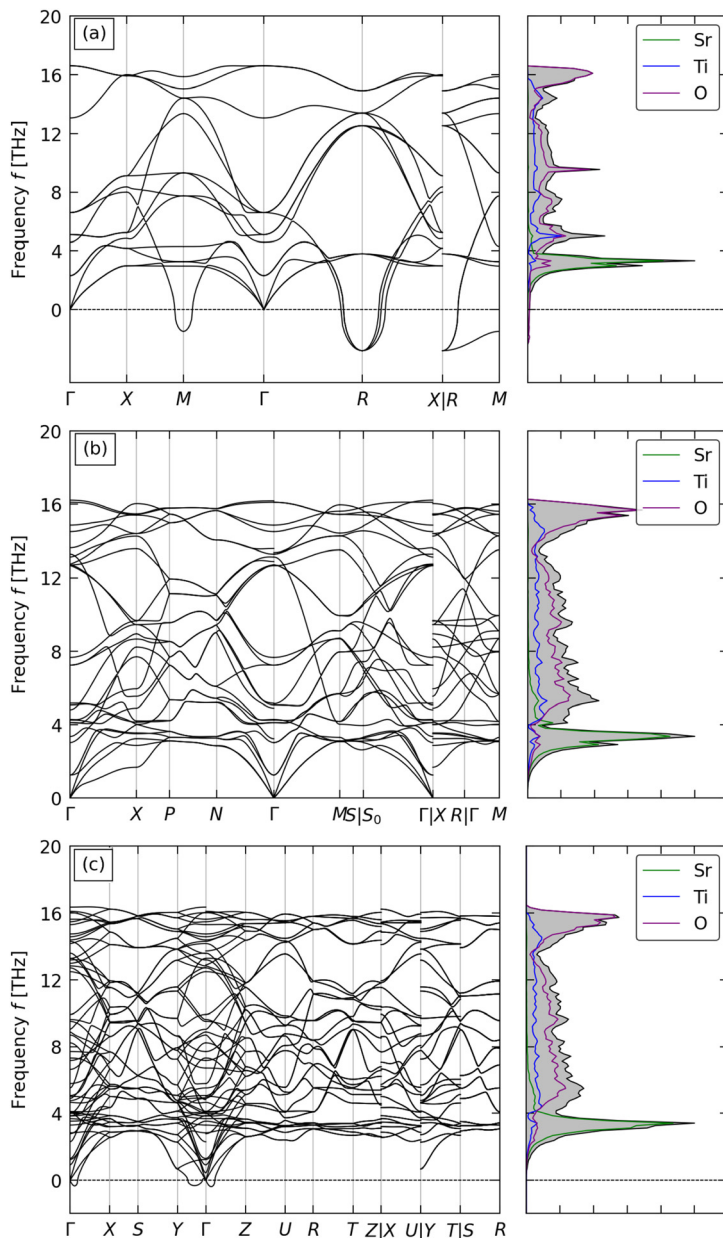 (a)
Frequency f [THz]
20
16
12
8
4
0
Γ X M Γ R X|R M
Sr
Ti
O
(b)
Frequency f [THz]
20
16
12
8
4
0
Γ X P N Γ MS|S₀ Γ|X R|Γ M
Sr
Ti
O
(c)
Frequency f [THz]
20
16
12
8
4
0
Γ X S Y Γ Z U R T Z|X U|Y T|S R
Sr
Ti
O